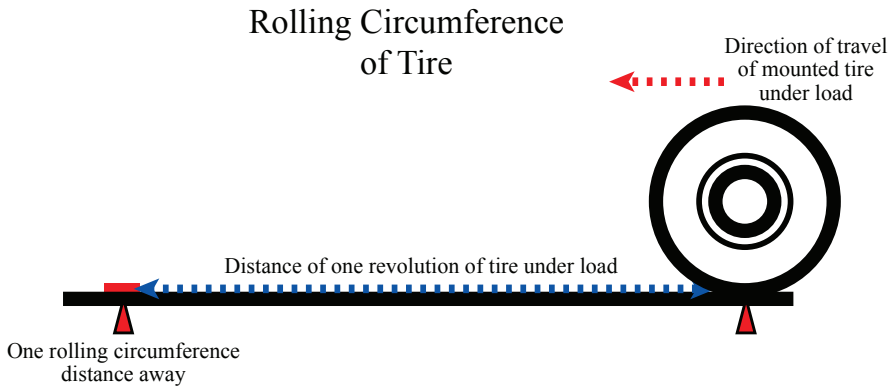 Rolling Circumference
of Tire
Direction of travel
of mounted tire
under load
Distance of one revolution of tire under load
One rolling circumference
distance away